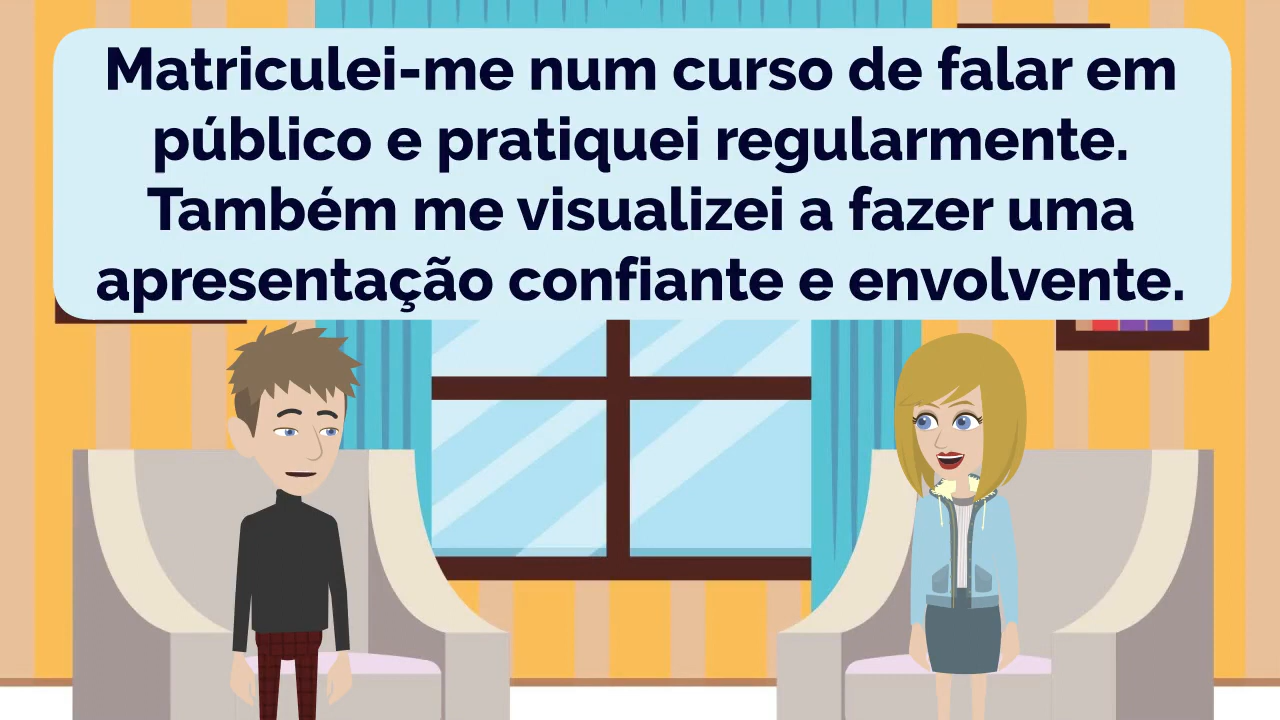 Matriculei-me num curso de falar em
público e pratiquei regularmente.
Também me visualizei a fazer uma
apresentação confiante e envolvente.